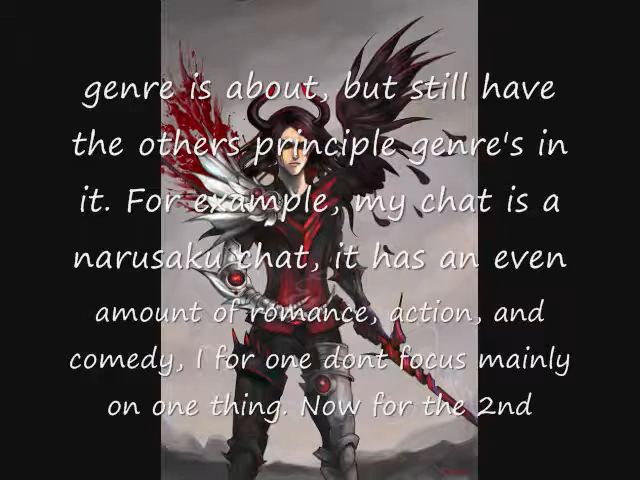 genre is about, but still have
the others principle genre's in
it. For example, my chat is a
narusaku chat, it has an even
amount of romance, action, and
comedy, I for one dont focus mainly
on one thing. Now for the 2nd